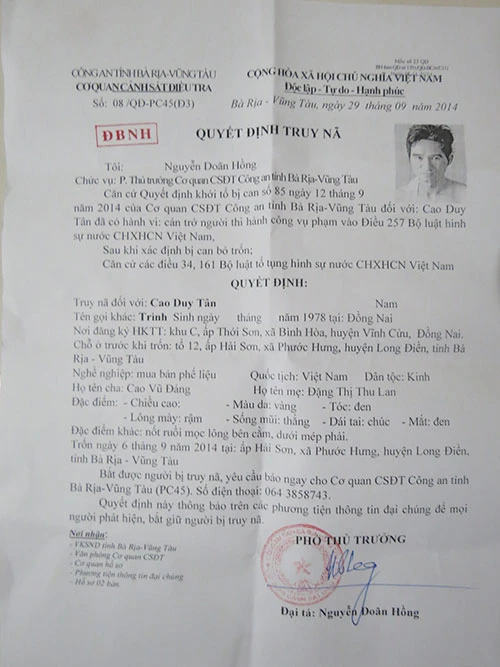 Mẫu số 23 QĐ
CÔNG AN TỈNH BÀ RỊA-VŨNG TÀU
CỘNG HÒA XÃ HỘI CHỦ NGHĨA VIỆT NAM
CƠ QUAN CẢNH SÁT ĐIỀU TRA
Độc lập - Tự do - Hạnh phúc
Số: 08 /QĐ-PC45(Đ3)
Bà Rịa - Vũng Tàu, ngày 29 tháng 09 năm 2014
ĐBNH
QUYẾT ĐỊNH TRUY NÃ
Tôi: Nguyễn Doãn Hồng
Chức vụ: P. Thủ trưởng Cơ quan CSĐT Công an tỉnh Bà Rịa-Vũng Tàu
Căn cứ Quyết định khởi tố bị can số 85 ngày 12 tháng 9
năm 2014 của Cơ quan CSĐT Công an tỉnh Bà Rịa-Vũng Tàu đối với: Cao Duy
Tân đã có hành vi: cản trở người thi hành công vụ phạm vào Điều 257 Bộ luật hình
sự nước CHXHCN Việt Nam,
Sau khi xác định bị can bỏ trốn;
Căn cứ các điều 34, 161 Bộ luật tố tụng hình sự nước CHXHCN Việt Nam
QUYẾT ĐỊNH:
Truy nã đối với: Cao Duy Tân Nam
Tên gọi khác: Trinh Sinh ngày tháng năm 1978 tại: Đồng Nai
Nơi đăng ký HKTT: khu C, ấp Thới Sơn, xã Bình Hòa, huyện Vĩnh Cửu, Đồng Nai.
Chỗ ở trước khi trốn: tổ 12, ấp Hải Sơn, xã Phước Hưng, huyện Long Điền, tỉnh Bà
Rịa - Vũng Tàu
Nghề nghiệp: mua bán phế liệu Quốc tịch: Việt Nam Dân tộc: Kinh
Họ tên cha: Cao Vũ Đảng Họ tên mẹ: Đặng Thị Thu Lan
Đặc điểm: - Chiều cao: - Màu da: vàng - Tóc: đen
- Lông mày: rậm - Sống mũi: thẳng - Dái tai: chúc - Mắt: đen
Đặc điểm khác: nốt ruồi mọc lông bên cằm, dưới mép phải.
Trốn ngày 6 tháng 9 năm 2014 tại: ấp Hải Sơn, xã Phước Hưng, huyện Long Điền,
tỉnh Bà Rịa - Vũng Tàu
Bắt được người bị truy nã, yêu cầu báo ngay cho Cơ quan CSĐT Công an tỉnh
Bà Rịa-Vũng Tàu (PC45). Số điện thoại: 064 3858743.
Quyết định này thông báo trên các phương tiện thông tin đại chúng để mọi
người phát hiện, bắt giữ người bị truy nã.
Nơi nhận:
PHÓ THỦ TRƯỞNG
- VKSND tỉnh Bà Rịa-Vũng Tàu
- Văn phòng Cơ quan CSĐT
- Cơ quan hồ sơ
- Phương tiện thông tin đại chúng
- Hồ sơ 02 bản.
Đại tá: Nguyễn Doãn Hồng